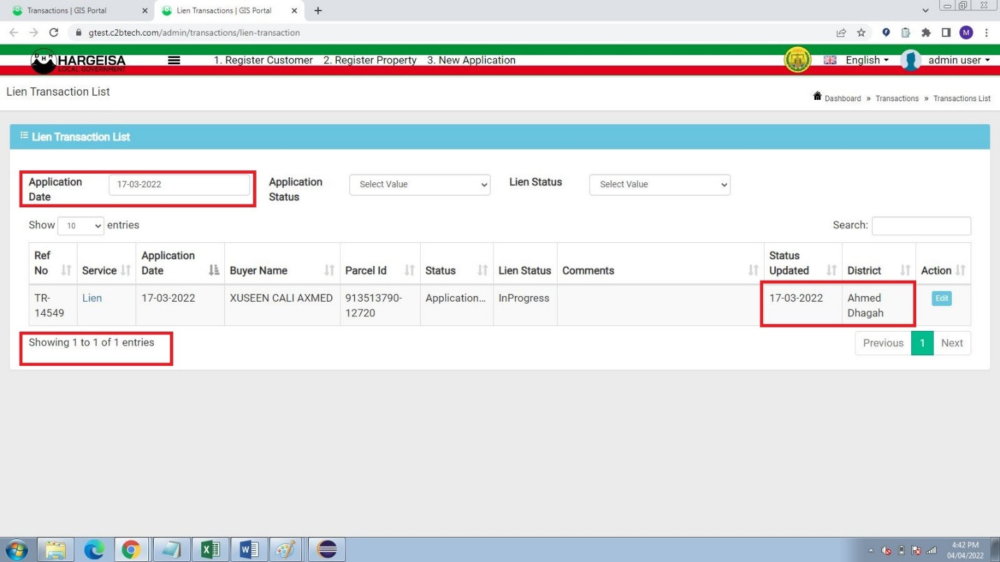 Transactions | GIS Portal
Lien Transactions | GIS Portal
gtest.c2btech.com/admin/transactions/lien-transaction
M
DHHM
HARGEISA
LOCAL GOVERNMENT
1. Register Customer 2. Register Property 3. New Application
English
admin user
Lien Transaction List
Dashboard » Transactions » Transactions List
Lien Transaction List
Application Date 17-03-2022
Application Status Select Value
Lien Status Select Value
Show 10 entries
Search:
Ref No Service Application Date Buyer Name Parcel Id Status Lien Status Comments Status Updated District Action
TR-14549 Lien 17-03-2022 XUSEEN CALI AXMED 913513790-12720 Application... InProgress 17-03-2022 Ahmed Dhagah Edit
Showing 1 to 1 of 1 entries
Previous 1 Next
4:42 PM
04/04/2022